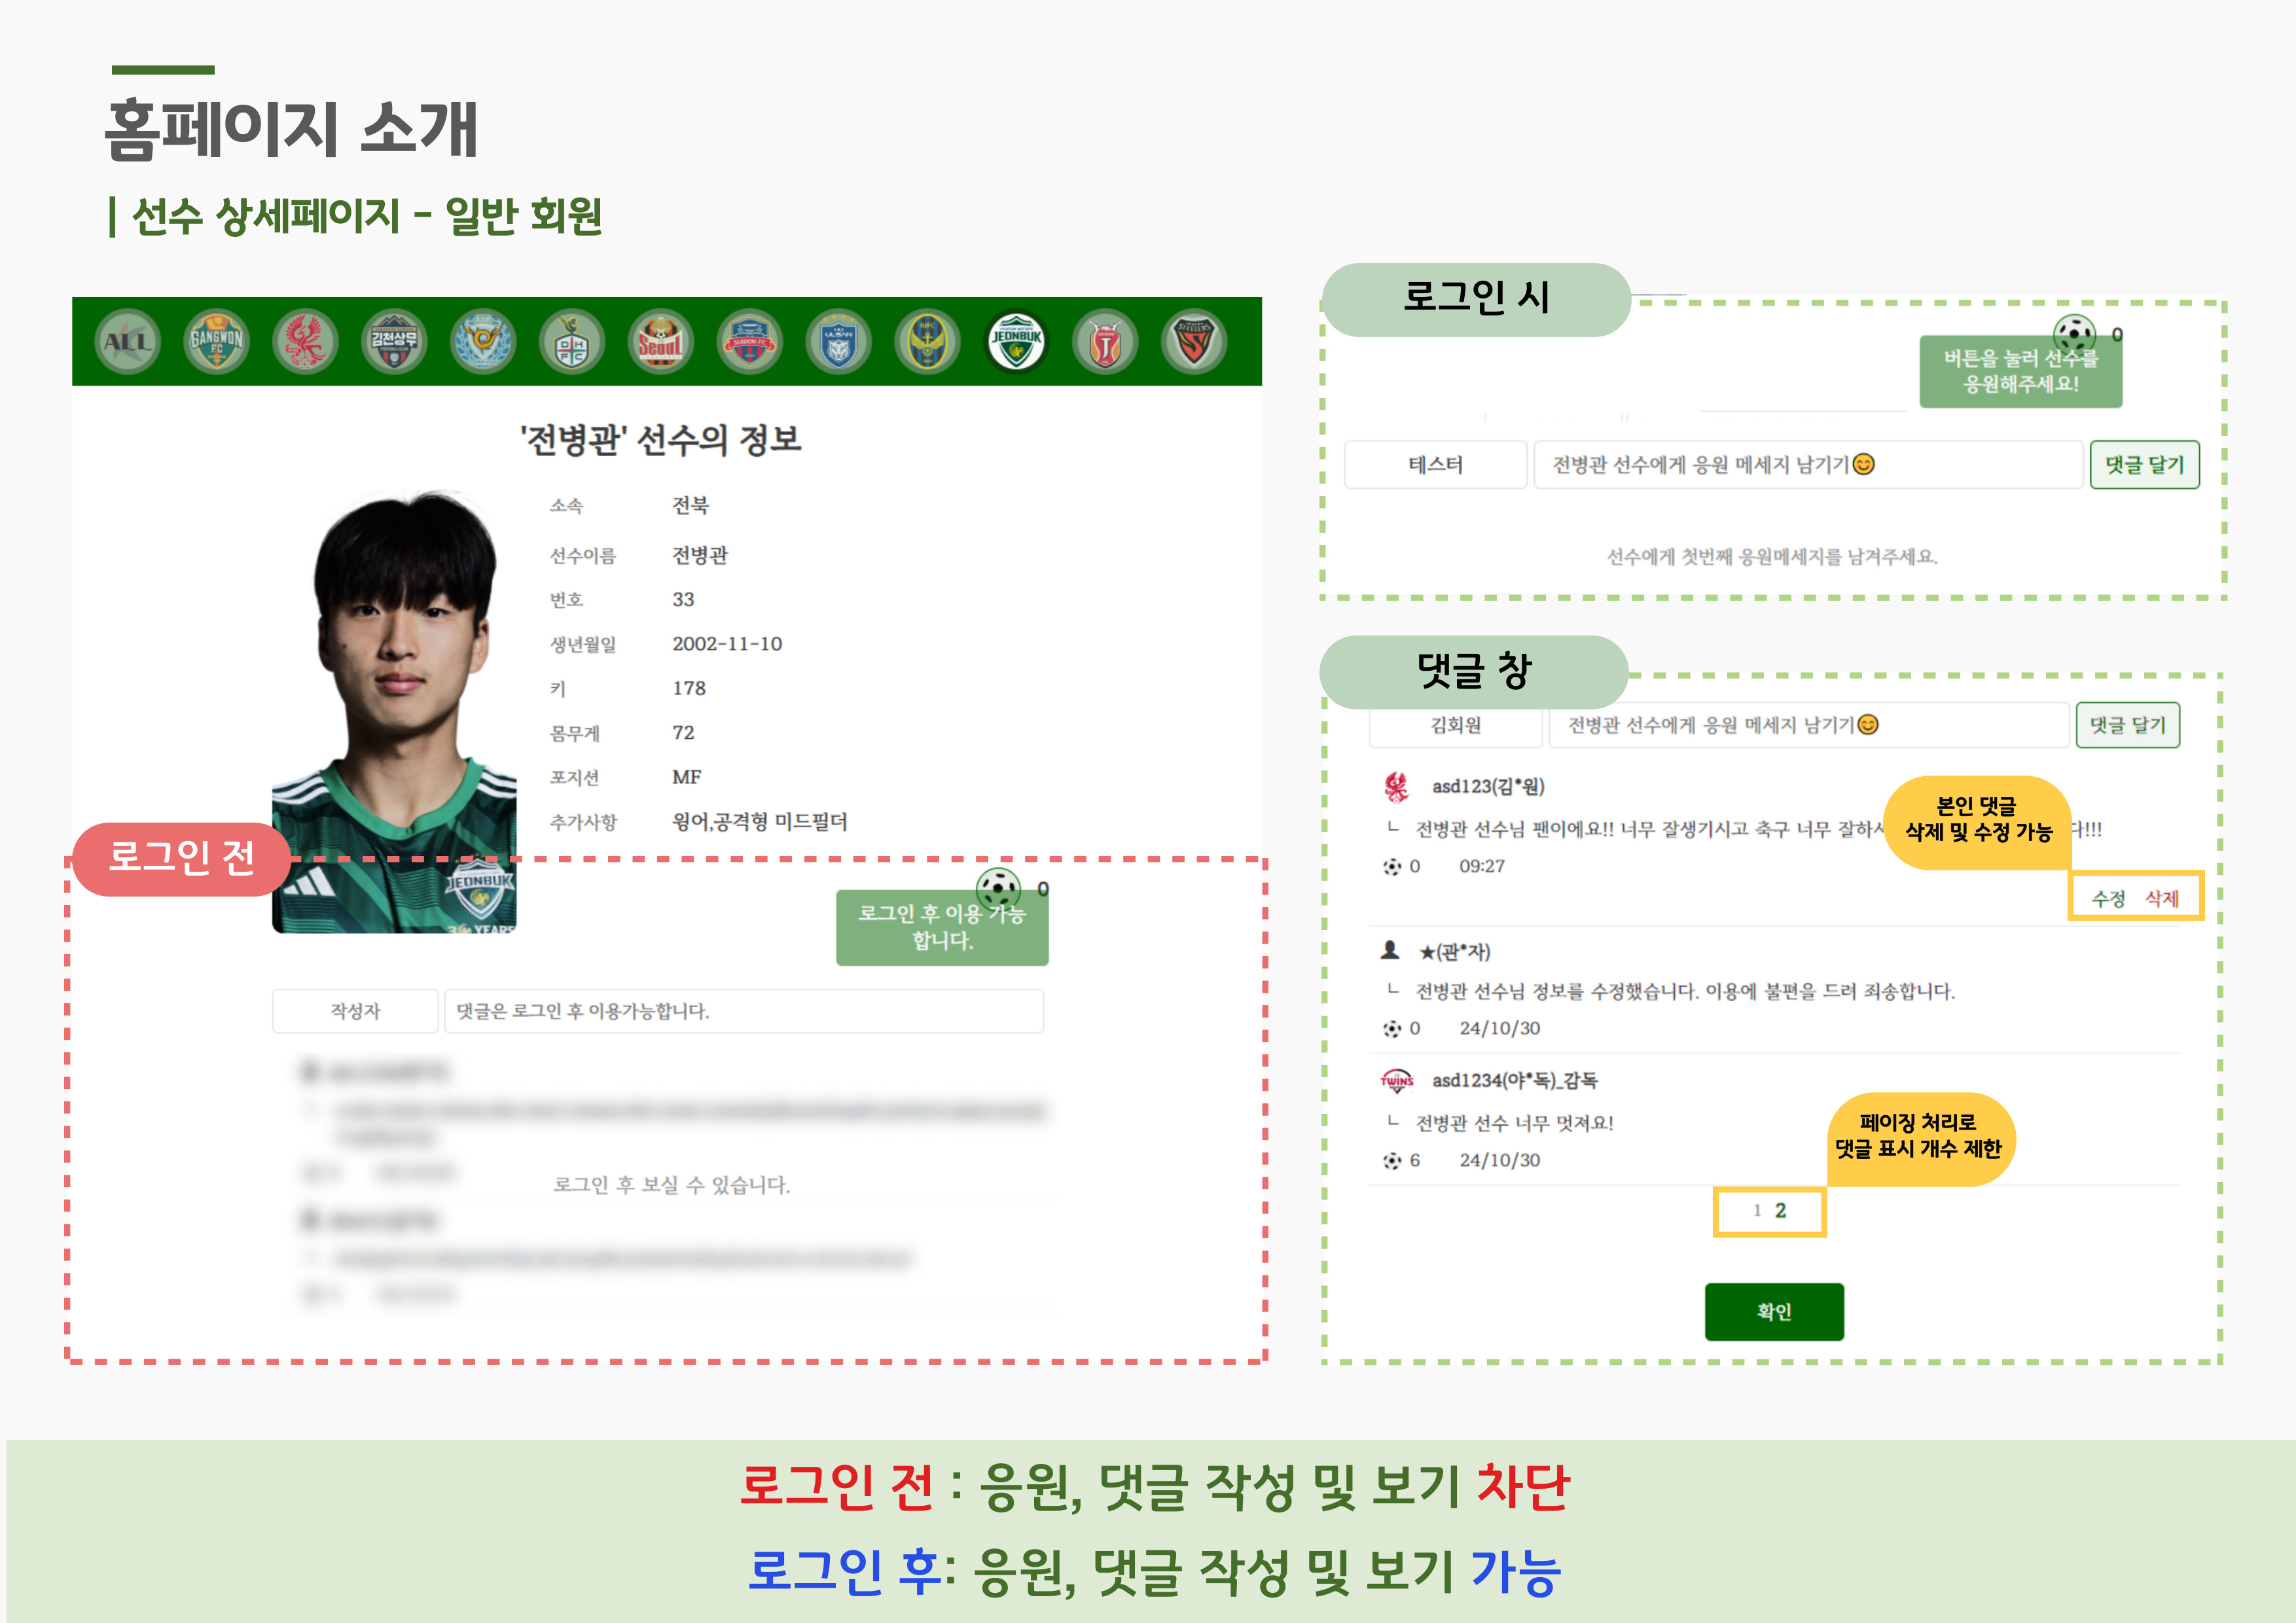 홈페이지 소개
| 선수 상세페이지 - 일반 회원
ALL
GANGWON FC
김천상무
DHFC
Seoul
SUWON FC
ULSAN
JEONBUK
STEELERS
'전병관' 선수의 정보
소속 전북
선수이름 전병관
번호 33
생년월일 2002-11-10
키 178
몸무게 72
포지션 MF
추가사항 윙어,공격형 미드필더
JEONBUK
YEARS
로그인 전
0
로그인 후 이용 가능
합니다.
작성자 댓글은 로그인 후 이용가능합니다.
로그인 후 보실 수 있습니다.
로그인 시
0
버튼을 눌러 선수를
응원해주세요!
테스터 전병관 선수에게 응원 메세지 남기기😊 댓글 달기
선수에게 첫번째 응원메세지를 남겨주세요.
댓글 창
김회원 전병관 선수에게 응원 메세지 남기기😊 댓글 달기
asd123(김*원)
ㄴ 전병관 선수님 팬이에요!! 너무 잘생기시고 축구 너무 잘하시 다!!!
본인 댓글
삭제 및 수정 가능
0 09:27
수정 삭제
★(관*자)
ㄴ 전병관 선수님 정보를 수정했습니다. 이용에 불편을 드려 죄송합니다.
0 24/10/30
TWINS
asd1234(야*독)_감독
ㄴ 전병관 선수 너무 멋져요!
6 24/10/30
페이징 처리로
댓글 표시 개수 제한
1 2
확인
로그인 전 : 응원, 댓글 작성 및 보기 차단
로그인 후: 응원, 댓글 작성 및 보기 가능